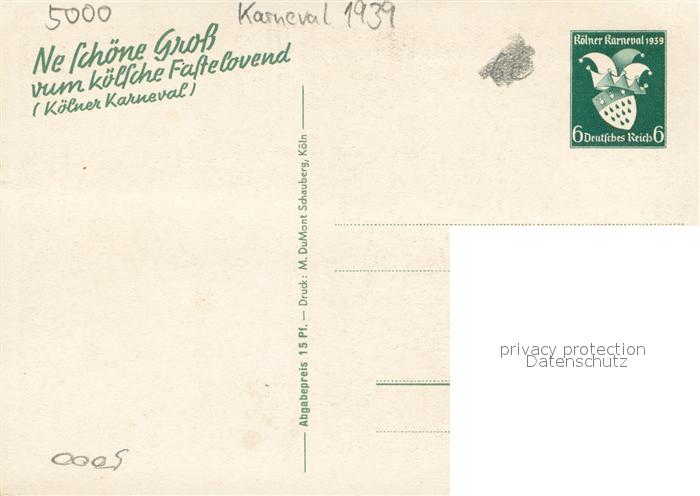 5000
Karneval 1939
Ne schöne Groß
vum kölsche Fastelovend
(Kölner Karneval)
Kölner Karneval 1939
6 Deutsches Reich 6
Abgabepreis 15 Pf. — Druck: M. DuMont Schauberg, Köln
privacy protection
Datenschutz
5000